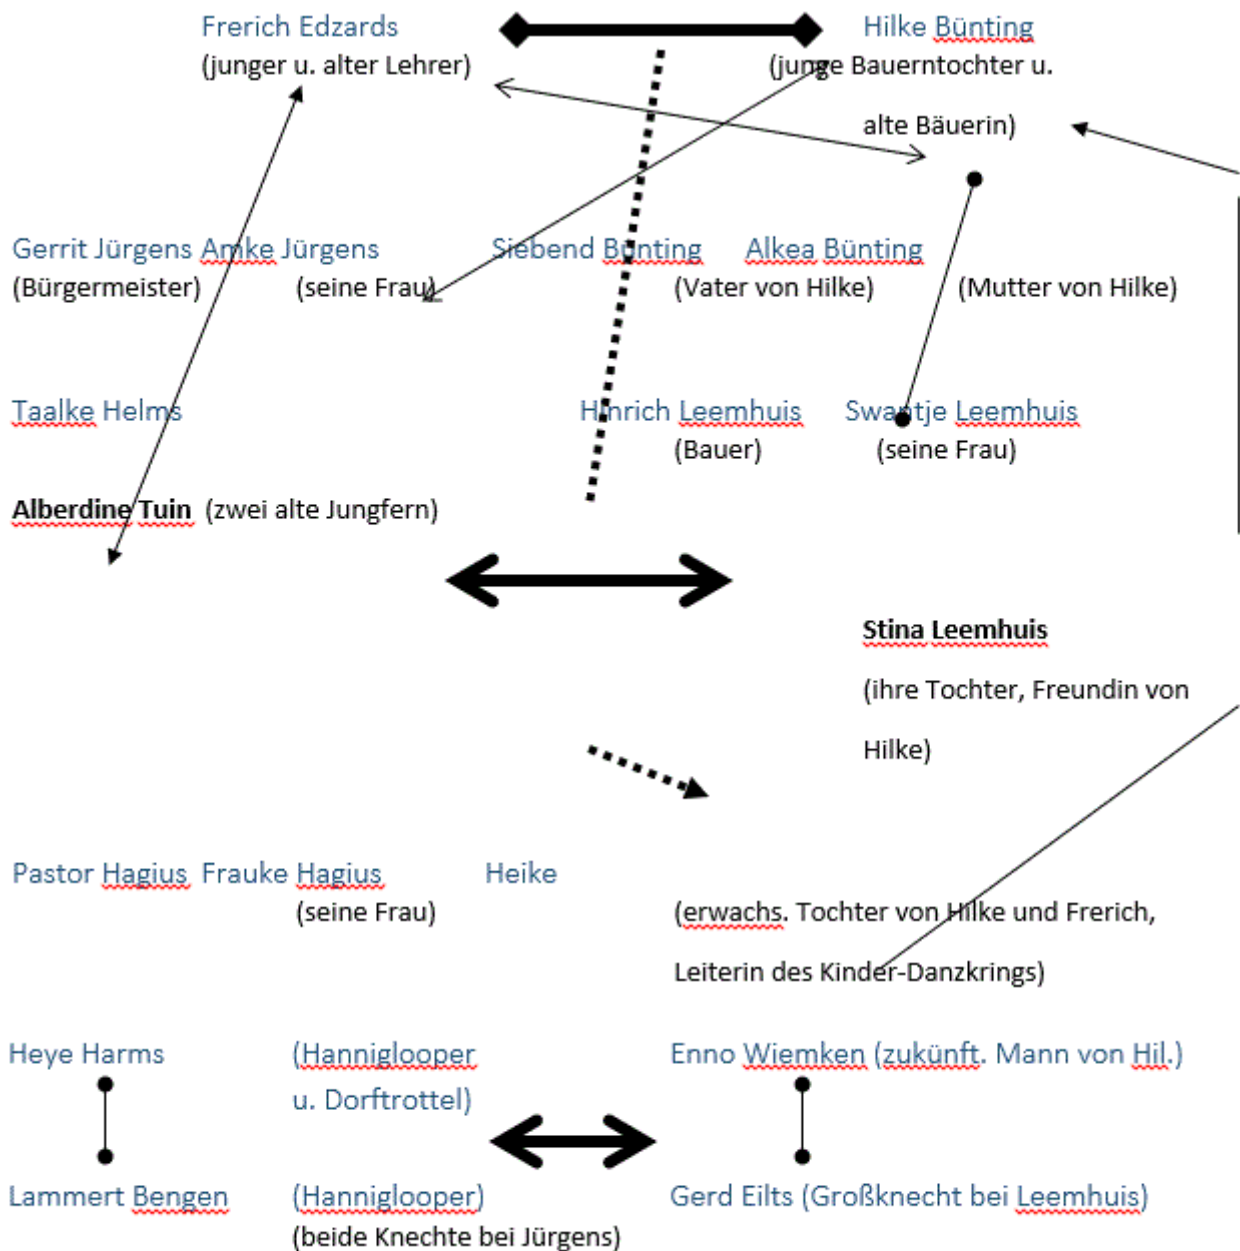 Frerich Edzards Hilke Bünting
(junger u. alter Lehrer) (junge Bauerntochter u.
alte Bäuerin)
Gerrit Jürgens Amke Jürgens Siebend Bünting Alkea Bünting
(Bürgermeister) (seine Frau) (Vater von Hilke) (Mutter von Hilke)
Taalke Helms Hinrich Leemhuis Swantje Leemhuis
(Bauer) (seine Frau)
Alberdine Tuin (zwei alte Jungfern)
Stina Leemhuis
(ihre Tochter, Freundin von
Hilke)
Pastor Hagius Frauke Hagius Heike
(seine Frau) (erwachs. Tochter von Hilke und Frerich,
Leiterin des Kinder-Danzkrings)
Heye Harms (Hanniglooper Enno Wiemken (zukünft. Mann von Hil.)
u. Dorftrottel)
Lammert Bengen (Hanniglooper) Gerd Eilts (Großknecht bei Leemhuis)
(beide Knechte bei Jürgens)